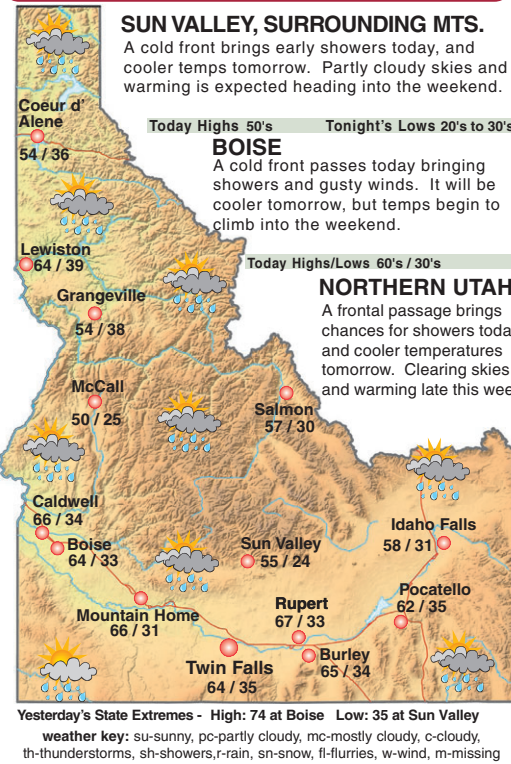 SUN VALLEY, SURROUNDING MTS.
A cold front brings early showers today, and
cooler temps tomorrow. Partly cloudy skies and
warming is expected heading into the weekend.
Today Highs 50's Tonight's Lows 20's to 30's
BOISE
A cold front passes today bringing
showers and gusty winds. It will be
cooler tomorrow, but temps begin to
climb into the weekend.
Today Highs/Lows 60's / 30's
NORTHERN UTAH
A frontal passage brings
chances for showers toda
and cooler temperatures
tomorrow. Clearing skies
and warming late this wee
Coeur d'
Alene
54 / 36
Lewiston
64 / 39
Grangeville
54 / 38
McCall
50 / 25
Salmon
57 / 30
Caldwell
66 / 34
Boise
64 / 33
Sun Valley
55 / 24
Idaho Falls
58 / 31
Mountain Home
66 / 31
Rupert
67 / 33
Pocatello
62 / 35
Twin Falls
64 / 35
Burley
65 / 34
Yesterday's State Extremes - High: 74 at Boise Low: 35 at Sun Valley
weather key: su-sunny, pc-partly cloudy, mc-mostly cloudy, c-cloudy,
th-thunderstorms, sh-showers,r-rain, sn-snow, fl-flurries, w-wind, m-missing